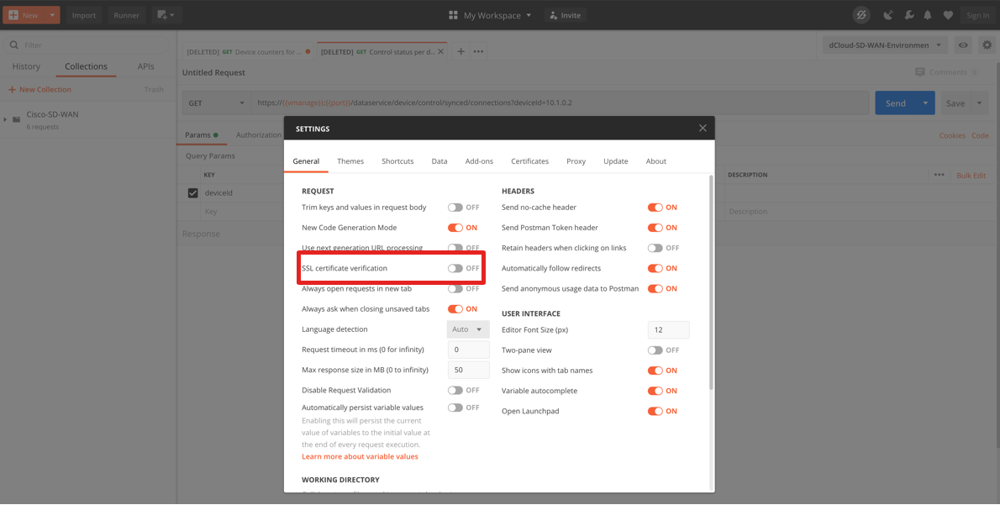 New
Import
Runner
My Workspace
Invite
Sign In
Filter
History
Collections
APIs
+ New Collection
Trash
Cisco-SD-WAN
6 requests
[DELETED] GET Device counters for ...
[DELETED] GET Control status per d...
dCloud-SD-WAN-Environmen
Untitled Request
Comments 0
GET
https://{{vmanage}}:{{port}}/dataservice/device/control/synced/connections?deviceId=10.1.0.2
Send
Save
Params
Authorization
Cookies
Code
Query Params
KEY
DESCRIPTION
Bulk Edit
deviceId
Key
Description
Response
SETTINGS
General
Themes
Shortcuts
Data
Add-ons
Certificates
Proxy
Update
About
REQUEST
Trim keys and values in request body OFF
New Code Generation Mode ON
Use next generation URL processing OFF
SSL certificate verification OFF
Always open requests in new tab OFF
Always ask when closing unsaved tabs ON
Language detection Auto
Request timeout in ms (0 for infinity) 0
Max response size in MB (0 to infinity) 50
Disable Request Validation OFF
Automatically persist variable values OFF
Enabling this will persist the current
value of variables to the initial value at
the end of every request execution.
Learn more about variable values
WORKING DIRECTORY
HEADERS
Send no-cache header ON
Send Postman Token header ON
Retain headers when clicking on links OFF
Automatically follow redirects ON
Send anonymous usage data to Postman ON
USER INTERFACE
Editor Font Size (px) 12
Two-pane view OFF
Show icons with tab names ON
Variable autocomplete ON
Open Launchpad ON